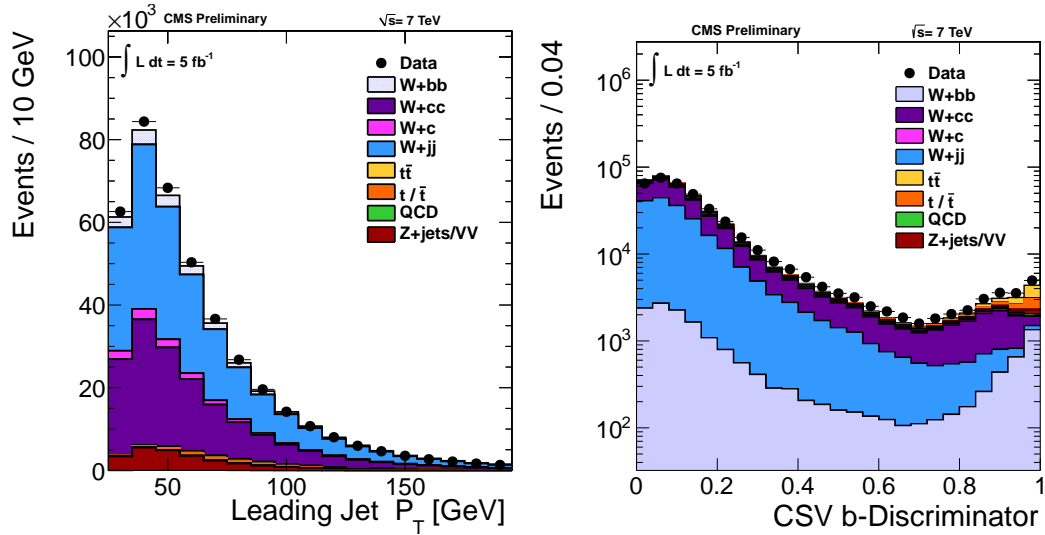 ×10³ CMS Preliminary √s= 7 TeV
∫ L dt = 5 fb⁻¹
Events / 10 GeV
100
80
60
40
20
0
Data
W+bb
W+cc
W+c
W+jj
tt̄
t / t̄
QCD
Z+jets/VV
50 100 150
Leading Jet P_T [GeV]
CMS Preliminary √s= 7 TeV
∫ L dt = 5 fb⁻¹
Events / 0.04
10⁶
10⁵
10⁴
10³
10²
Data
W+bb
W+cc
W+c
W+jj
tt̄
t / t̄
QCD
Z+jets/VV
0 0.2 0.4 0.6 0.8 1
CSV b-Discriminator